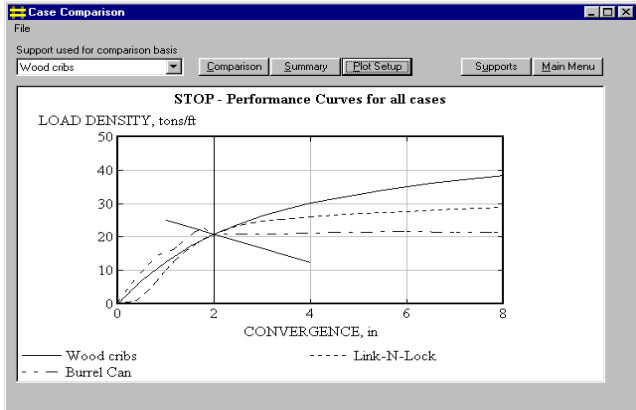 Case Comparison
File
Support used for comparison basis
Wood cribs
Comparison Summary Plot Setup Supports Main Menu
STOP - Performance Curves for all cases
LOAD DENSITY, tons/ft
50
40
30
20
10
0
0 2 4 6 8
CONVERGENCE, in
Wood cribs Link-N-Lock
Burrel Can